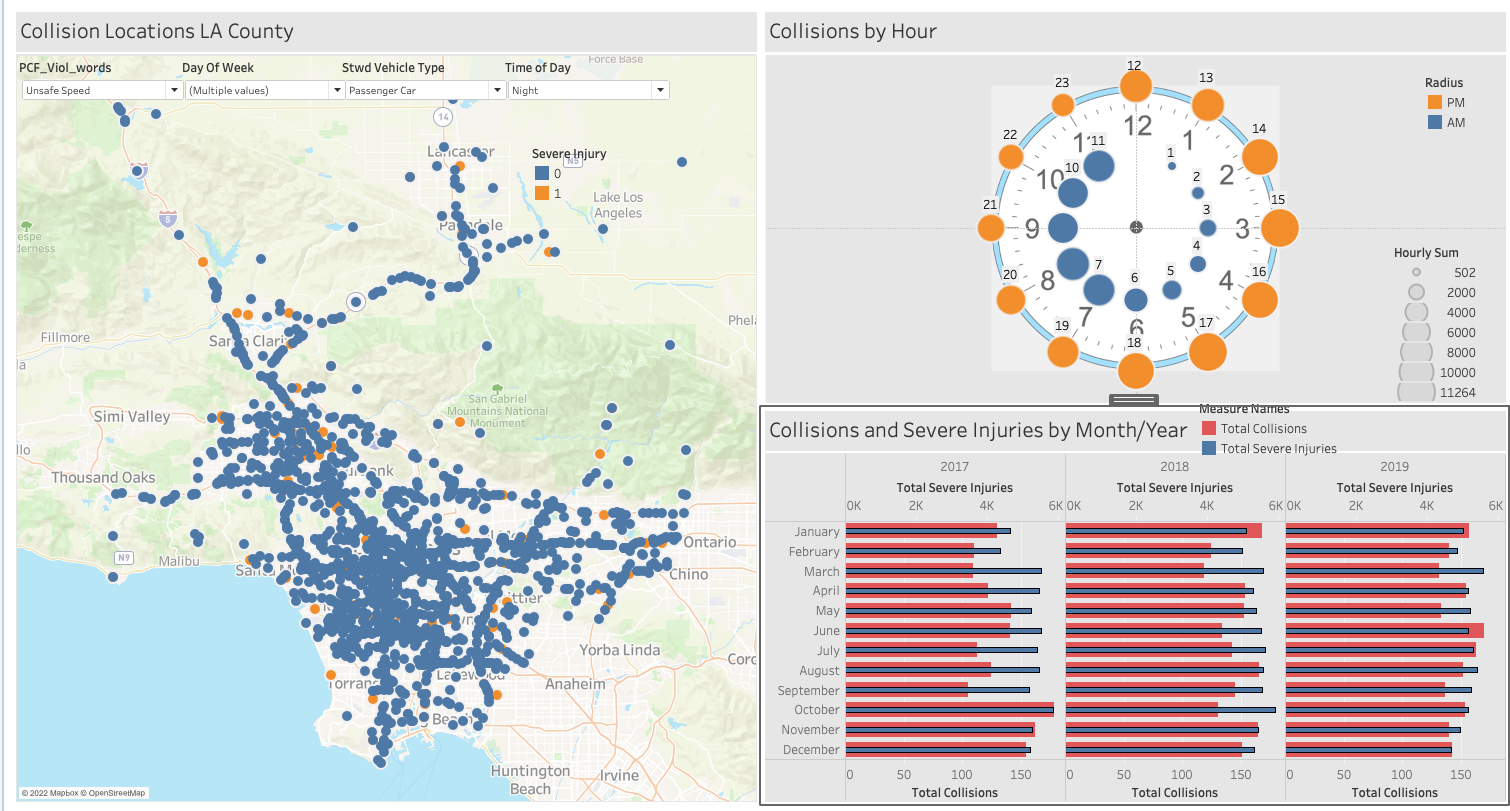 Collision Locations LA County
PCF_Viol_words Day Of Week Stwd Vehicle Type Time of Day
Unsafe Speed (Multiple values) Passenger Car Night
Force Base
14
Lancaster
N5
Severe Injury
0
1
Lake Los
Angeles
5
Palmdale
espe
derness
Fillmore
Santa Clarita
Phela
la
Simi Valley
San Gabriel
Mountains National
Monument
llo
Thousand Oaks
Burbank
Ontario
N9
Malibu
Chino
Whittier
Yorba Linda
Coro
Torrance
Lakewood
Anaheim
Long Beach
Huntington
Beach
Irvine
© 2022 Mapbox © OpenStreetMap
Collisions by Hour
12
23 13
22 14
21 15
20 16
19 17
18
12
11 1
10 2
9 3
8 4
7 5
6
11 1
10 2
3
4
7 5
6
Radius
PM
AM
Hourly Sum
502
2000
4000
6000
8000
10000
11264
Measure Names
Collisions and Severe Injuries by Month/Year
Total Collisions
Total Severe Injuries
2017 2018 2019
Total Severe Injuries Total Severe Injuries Total Severe Injuries
0K 2K 4K 6K 0K 2K 4K 6K 0K 2K 4K 6K
January
February
March
April
May
June
July
August
September
October
November
December
0 50 100 150 0 50 100 150 0 50 100 150
Total Collisions Total Collisions Total Collisions